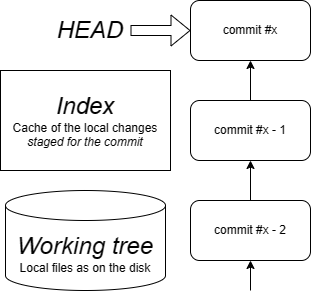 HEAD
commit #x
Index
Cache of the local changes
staged for the commit
commit #x - 1
Working tree
Local files as on the disk
commit #x - 2